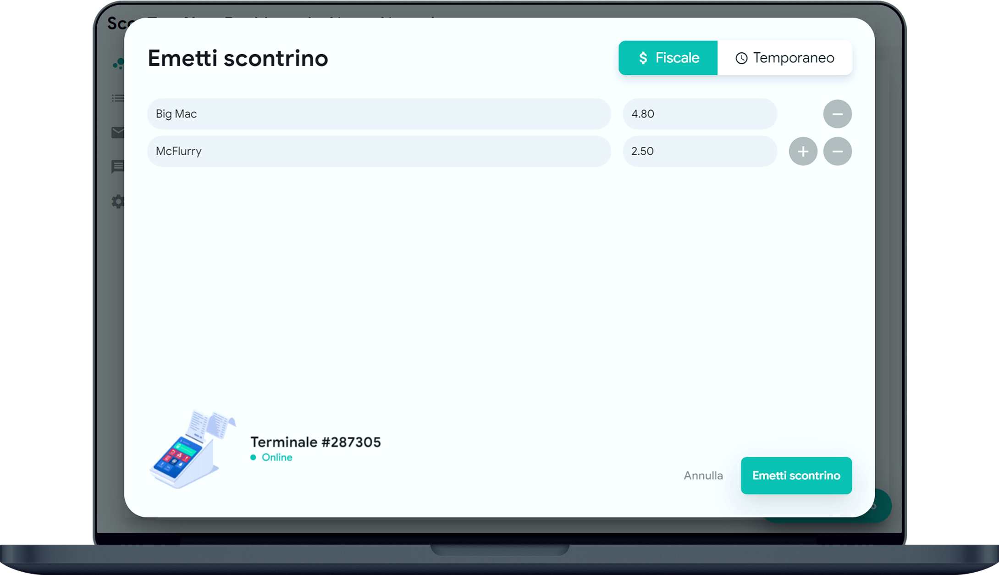 Emetti scontrino
$ Fiscale
Temporaneo
Big Mac
4.80
McFlurry
2.50
Terminale #287305
Online
Annulla
Emetti scontrino